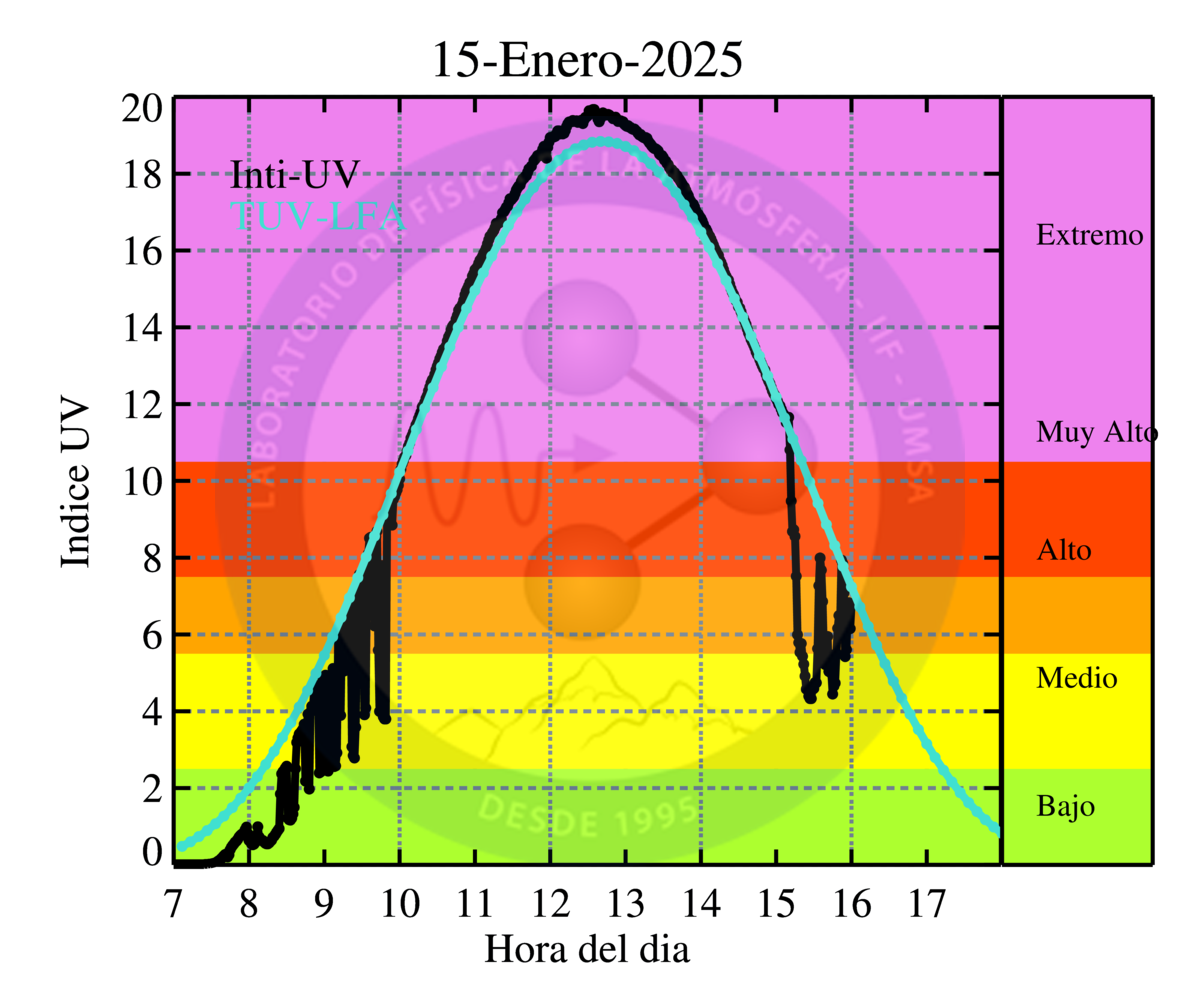 15-Enero-2025
Inti-UV
TUV-LFA
LABORATORIO DE FÍSICA DE LA ATMÓSFERA - IIF - UMSA
DESDE 1995
Indice UV
20
18
16
14
12
10
8
6
4
2
0
Extremo
Muy Alto
Alto
Medio
Bajo
7 8 9 10 11 12 13 14 15 16 17
Hora del dia